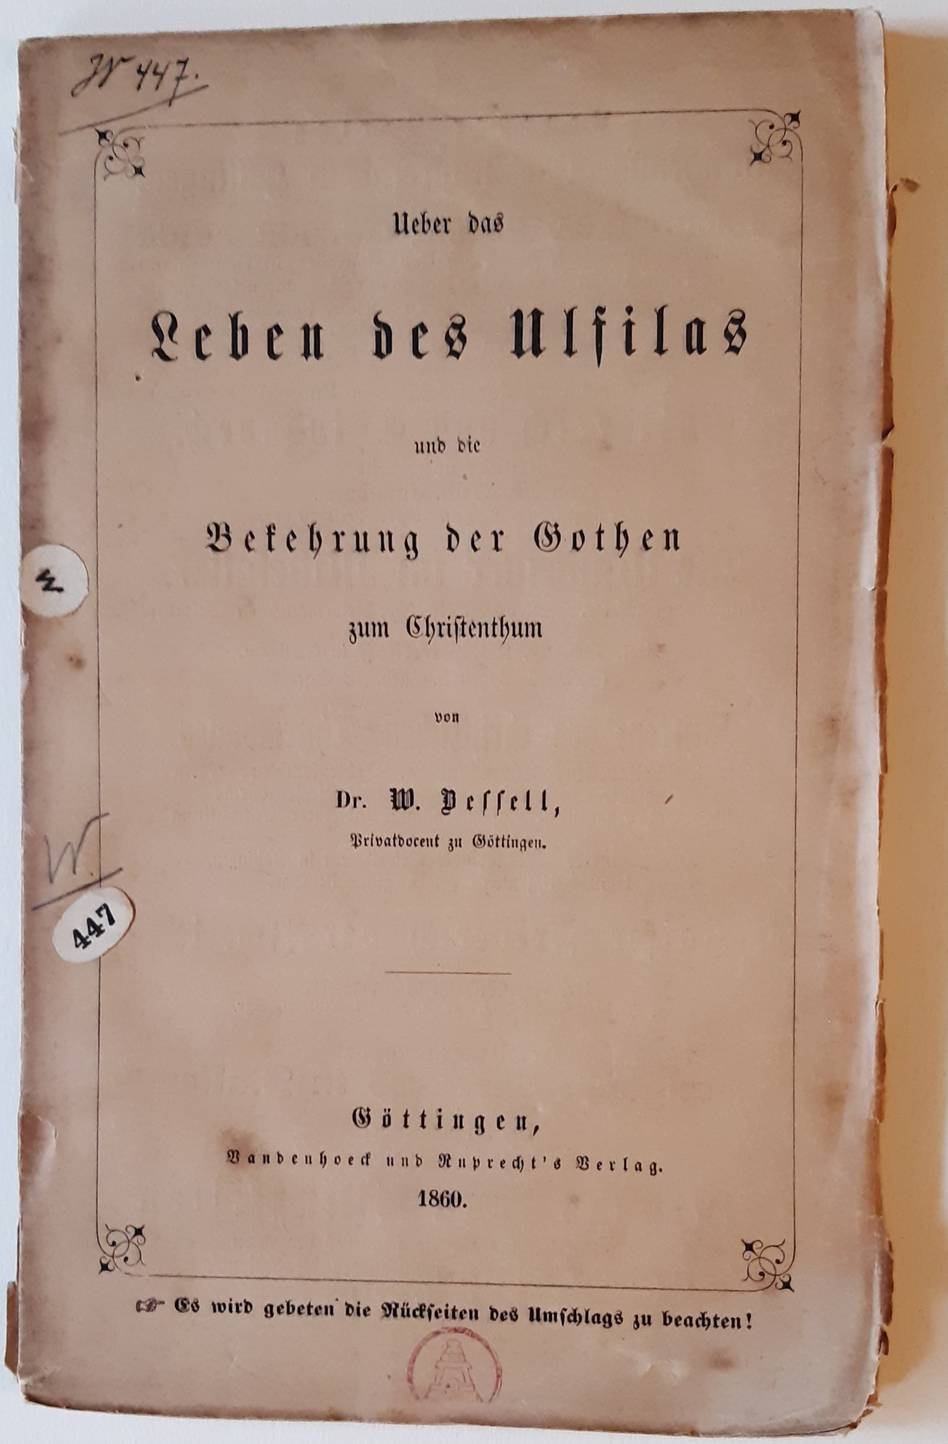 W 447.
Ueber das
Leben des Ulfilas
und die
Bekehrung der Gothen
zum Christenthum
von
Dr. W. Bessell,
Privatdocent zu Göttingen.
W.
447
Göttingen,
Vandenhoeck und Ruprecht's Verlag.
1860.
☞ Es wird gebeten die Rückseiten des Umschlags zu beachten!